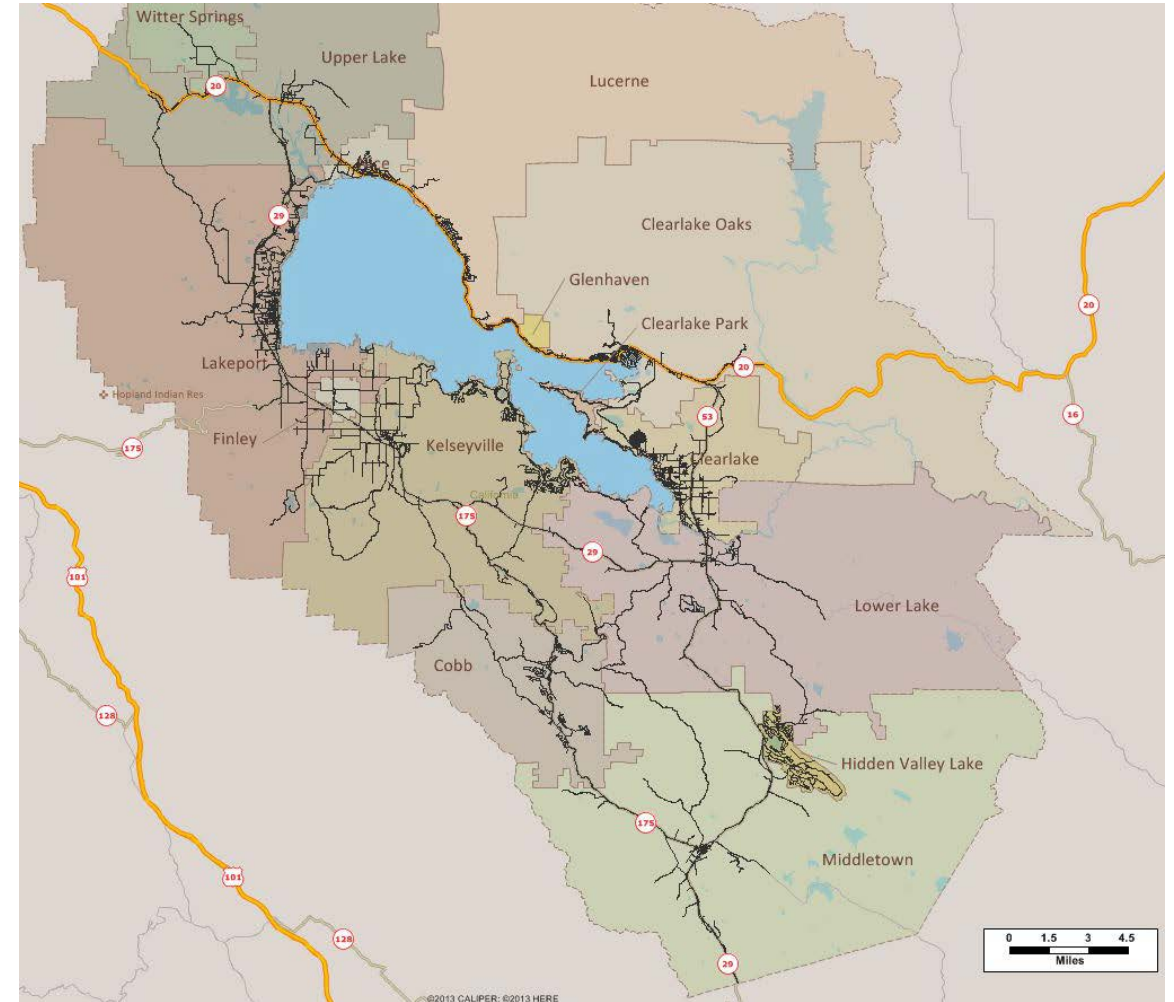 Witter Springs
Upper Lake
Lucerne
20
29
Clearlake Oaks
Glenhaven
Clearlake Park
20
Lakeport
20
Hopland Indian Res
53
16
175
Finley
Kelseyville
Clearlake
California
175
29
101
Lower Lake
Cobb
128
Hidden Valley Lake
175
Middletown
101
128
0 1.5 3 4.5
Miles
29
©2013 CALIPER; ©2013 HERE